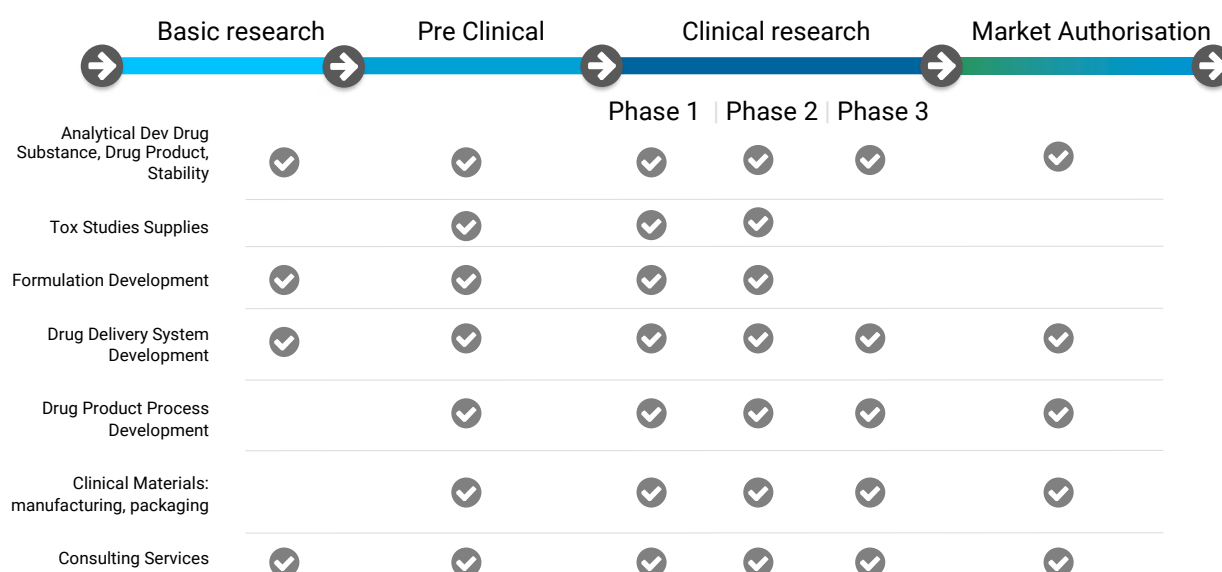 Basic research
Pre Clinical
Clinical research
Market Authorisation
Phase 1 | Phase 2 | Phase 3
Analytical Dev Drug
Substance, Drug Product,
Stability
Tox Studies Supplies
Formulation Development
Drug Delivery System
Development
Drug Product Process
Development
Clinical Materials:
manufacturing, packaging
Consulting Services